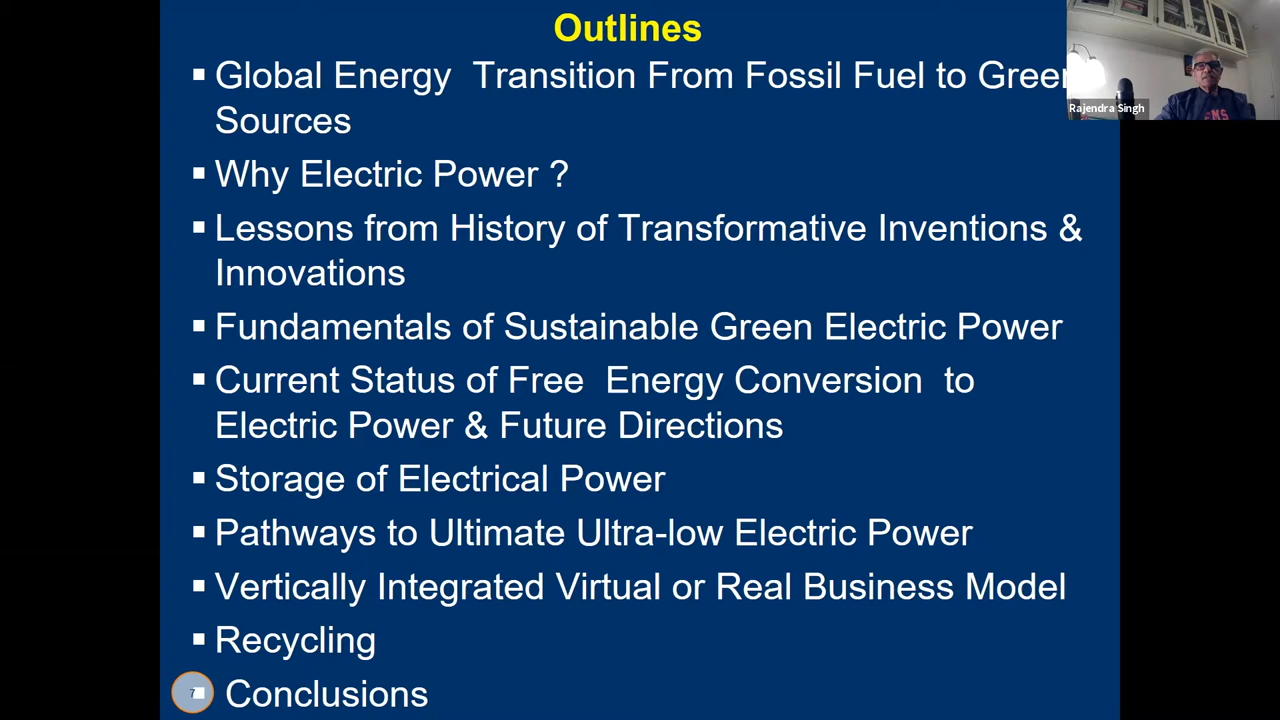 Outlines
▪ Global Energy Transition From Fossil Fuel to Green
Sources
▪ Why Electric Power ?
▪ Lessons from History of Transformative Inventions &
Innovations
▪ Fundamentals of Sustainable Green Electric Power
▪ Current Status of Free Energy Conversion to
Electric Power & Future Directions
▪ Storage of Electrical Power
▪ Pathways to Ultimate Ultra-low Electric Power
▪ Vertically Integrated Virtual or Real Business Model
▪ Recycling
▪ Conclusions
7
Rajendra Singh